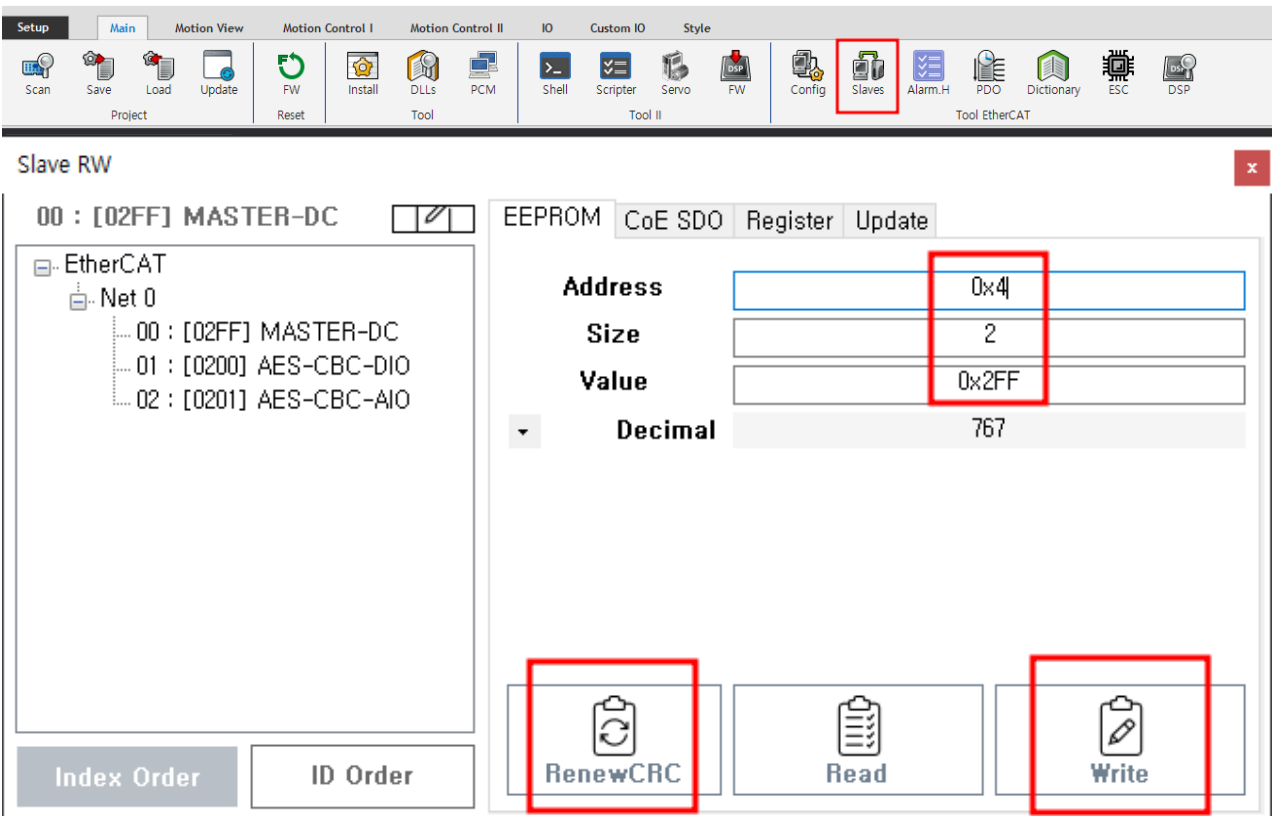 Setup Main Motion View Motion Control I Motion Control II IO Custom IO Style
Scan Save Load Update FW Install DLLs PCM Shell Scripter Servo FW Config Slaves Alarm.H PDO Dictionary ESC DSP
Project Reset Tool Tool II Tool EtherCAT
Slave RW
x
00 : [02FF] MASTER-DC
EEPROM CoE SDO Register Update
EtherCAT
Net 0
00 : [02FF] MASTER-DC
01 : [0200] AES-CBC-DIO
02 : [0201] AES-CBC-AIO
Address 0x4
Size 2
Value 0x2FF
Decimal 767
Index Order ID Order
RenewCRC Read Write